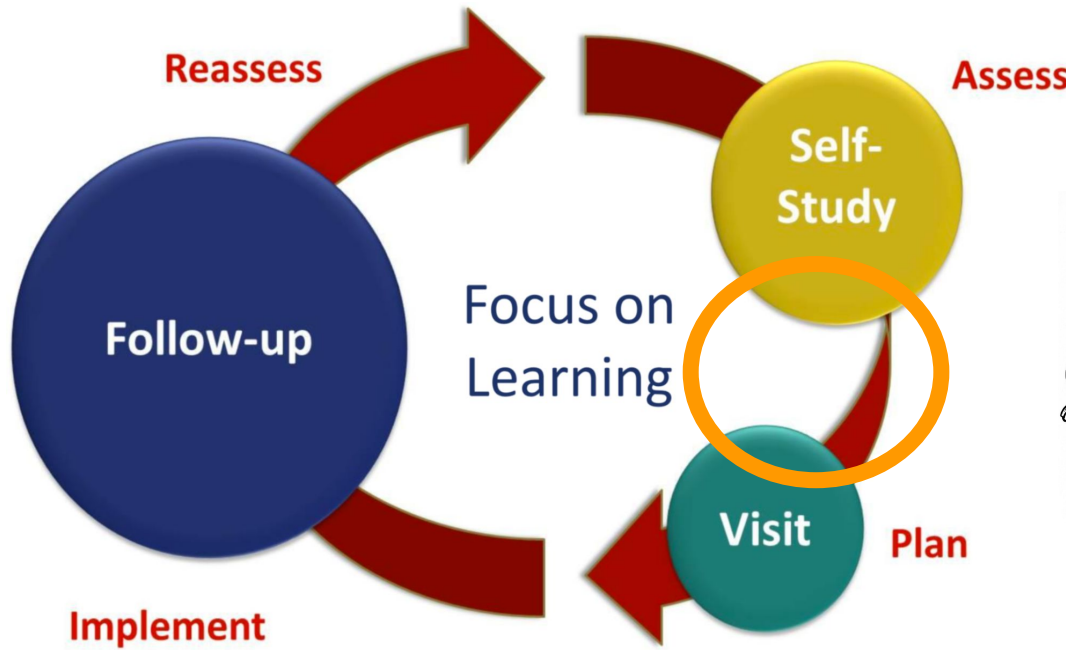 Reassess
Assess
Self-
Study
Focus on
Learning
Follow-up
Visit
Plan
Implement